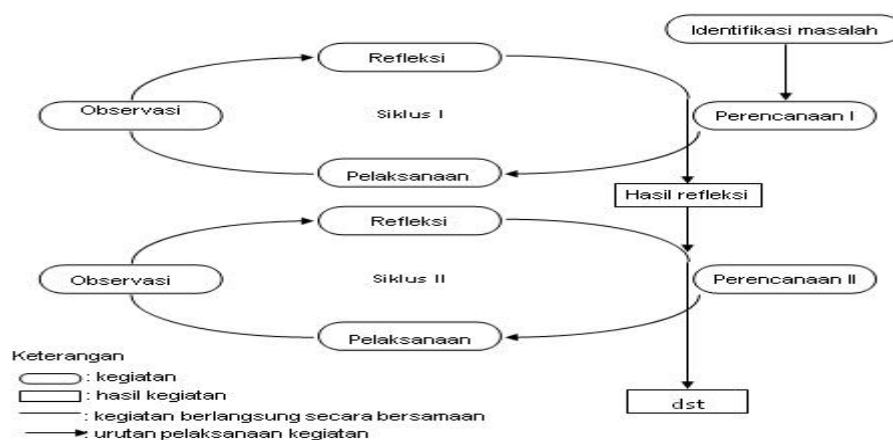 Identifikasi masalah
Refleksi
Observasi
Siklus I
Perencanaan I
Pelaksanaan
Hasil refleksi
Refleksi
Observasi
Siklus II
Perencanaan II
Pelaksanaan
Keterangan
: kegiatan
: hasil kegiatan
: kegiatan berlangsung secara bersamaan
: urutan pelaksanaan kegiatan
dst